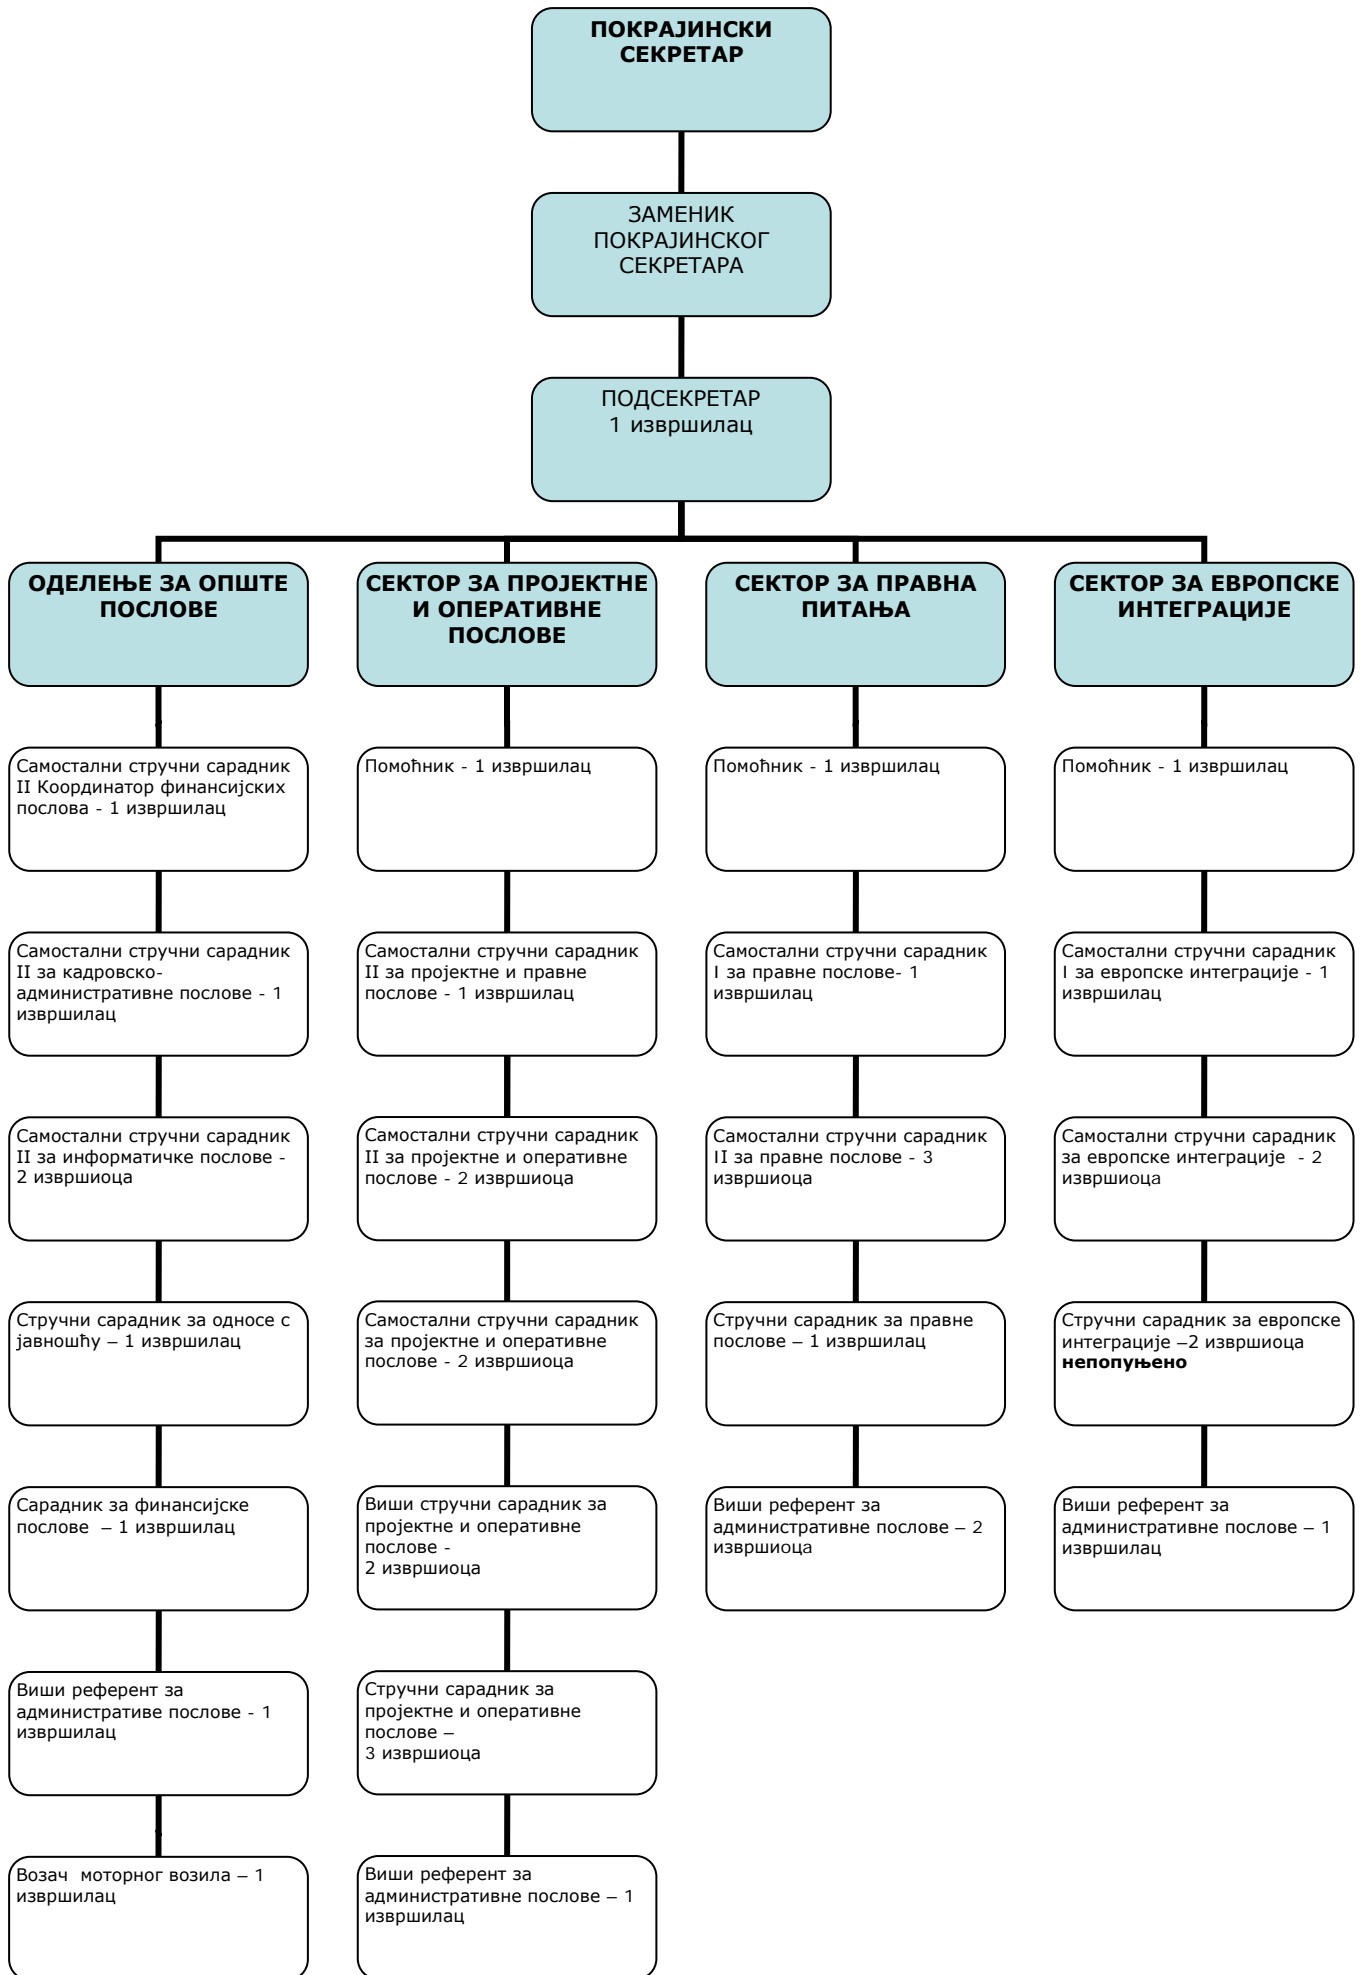 ПОКРАЈИНСКИ
СЕКРЕТАР
ЗАМЕНИК
ПОКРАЈИНСКОГ
СЕКРЕТАРА
ПОДСЕКРЕТАР
1 извршилац
ОДЕЛЕЊЕ ЗА ОПШТЕ
ПОСЛОВЕ
Самостални стручни сарадник
II Координатор финансијских
послова - 1 извршилац
Самостални стручни сарадник
II за кадровско-
административне послове - 1
извршилац
Самостални стручни сарадник
II за информатичке послове -
2 извршиоца
Стручни сарадник за односе с
јавношћу – 1 извршилац
Сарадник за финансијске
послове  – 1 извршилац
Виши референт за
административе послове - 1
извршилац
Возач  моторног возила – 1
извршилац
СЕКТОР ЗА ПРОЈЕКТНЕ
И ОПЕРАТИВНЕ
ПОСЛОВЕ
Помоћник - 1 извршилац
Самостални стручни сарадник
II за пројектне и правне
послове - 1 извршилац
Самостални стручни сарадник
II за пројектне и оперативне
послове - 2 извршиоца
Самостални стручни сарадник
за пројектне и оперативне
послове - 2 извршиоца
Виши стручни сарадник за
пројектне и оперативне
послове -
2 извршиоца
Стручни сарадник за
пројектне и оперативне
послове –
3 извршиоца
Виши референт за
административне послове – 1
извршилац
СЕКТОР ЗА ПРАВНА
ПИТАЊА
Помоћник - 1 извршилац
Самостални стручни сарадник
I за правне послове- 1
извршилац
Самостални стручни сарадник
II за правне послове - 3
извршиоца
Стручни сарадник за правне
послове – 1 извршилац
Виши референт за
административне послове – 2
извршиоца
СЕКТОР ЗА ЕВРОПСКЕ
ИНТЕГРАЦИЈЕ
Помоћник - 1 извршилац
Самостални стручни сарадник
I за европске интеграције - 1
извршилац
Самостални стручни сарадник
за европске интеграције  - 2
извршиоца
Стручни сарадник за европске
интеграције –2 извршиоца
непопуњено
Виши референт за
административне послове – 1
извршилац